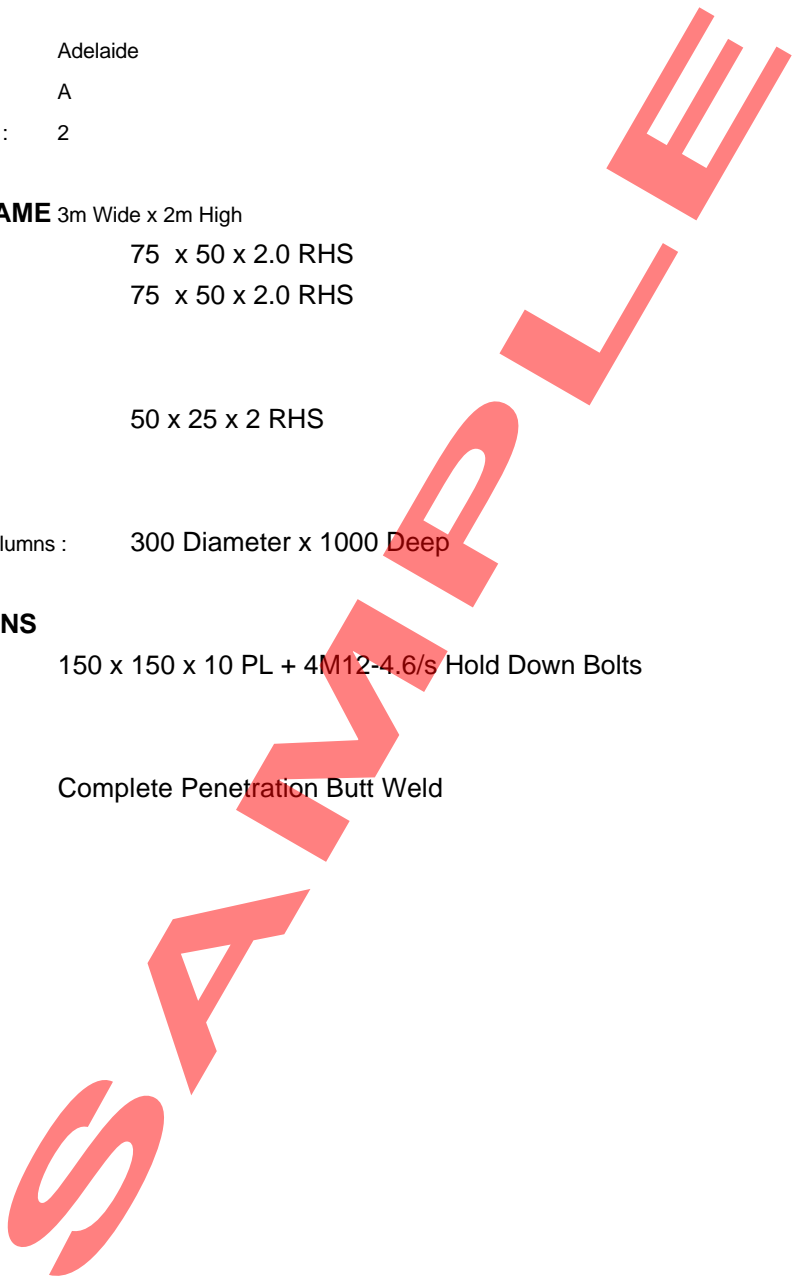 Adelaide
A
: 2
AME 3m Wide x 2m High
75 x 50 x 2.0 RHS
75 x 50 x 2.0 RHS
50 x 25 x 2 RHS
lumns : 300 Diameter x 1000 Deep
NS
150 x 150 x 10 PL + 4M12-4.6/s Hold Down Bolts
Complete Penetration Butt Weld
SAMPLE